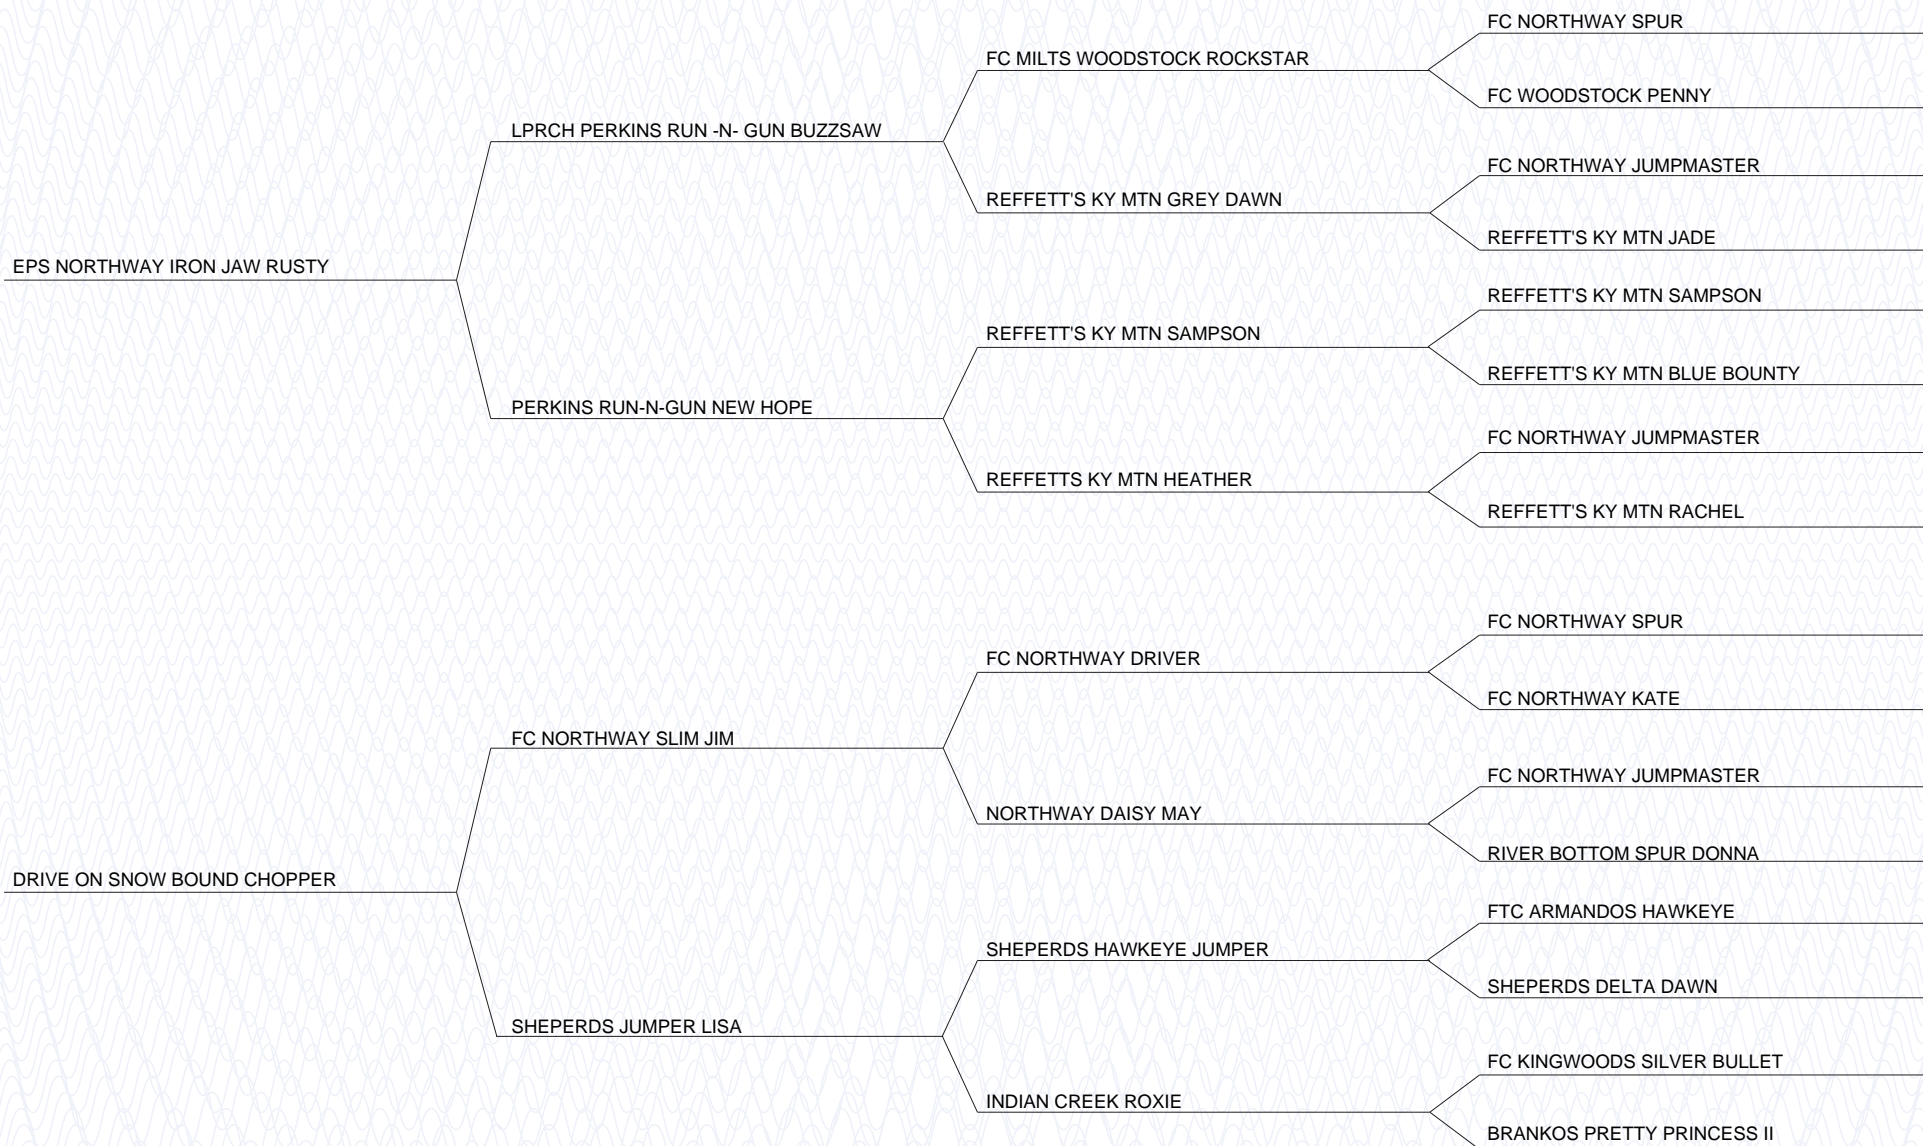 FC NORTHWAY SPUR
FC MILTS WOODSTOCK ROCKSTAR
FC WOODSTOCK PENNY
LPRCH PERKINS RUN -N- GUN BUZZSAW
FC NORTHWAY JUMPMASTER
REFFETT'S KY MTN GREY DAWN
REFFETT'S KY MTN JADE
EPS NORTHWAY IRON JAW RUSTY
REFFETT'S KY MTN SAMPSON
REFFETT'S KY MTN SAMPSON
REFFETT'S KY MTN BLUE BOUNTY
PERKINS RUN-N-GUN NEW HOPE
FC NORTHWAY JUMPMASTER
REFFETTS KY MTN HEATHER
REFFETT'S KY MTN RACHEL
FC NORTHWAY SPUR
FC NORTHWAY DRIVER
FC NORTHWAY KATE
FC NORTHWAY SLIM JIM
FC NORTHWAY JUMPMASTER
NORTHWAY DAISY MAY
RIVER BOTTOM SPUR DONNA
DRIVE ON SNOW BOUND CHOPPER
FTC ARMANDOS HAWKEYE
SHEPERDS HAWKEYE JUMPER
SHEPERDS DELTA DAWN
SHEPERDS JUMPER LISA
FC KINGWOODS SILVER BULLET
INDIAN CREEK ROXIE
BRANKOS PRETTY PRINCESS II